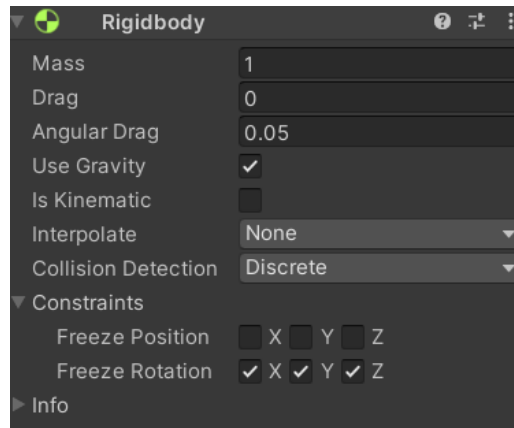 Rigidbody
Mass 1
Drag 0
Angular Drag 0.05
Use Gravity
Is Kinematic
Interpolate None
Collision Detection Discrete
Constraints
Freeze Position X Y Z
Freeze Rotation X Y Z
Info